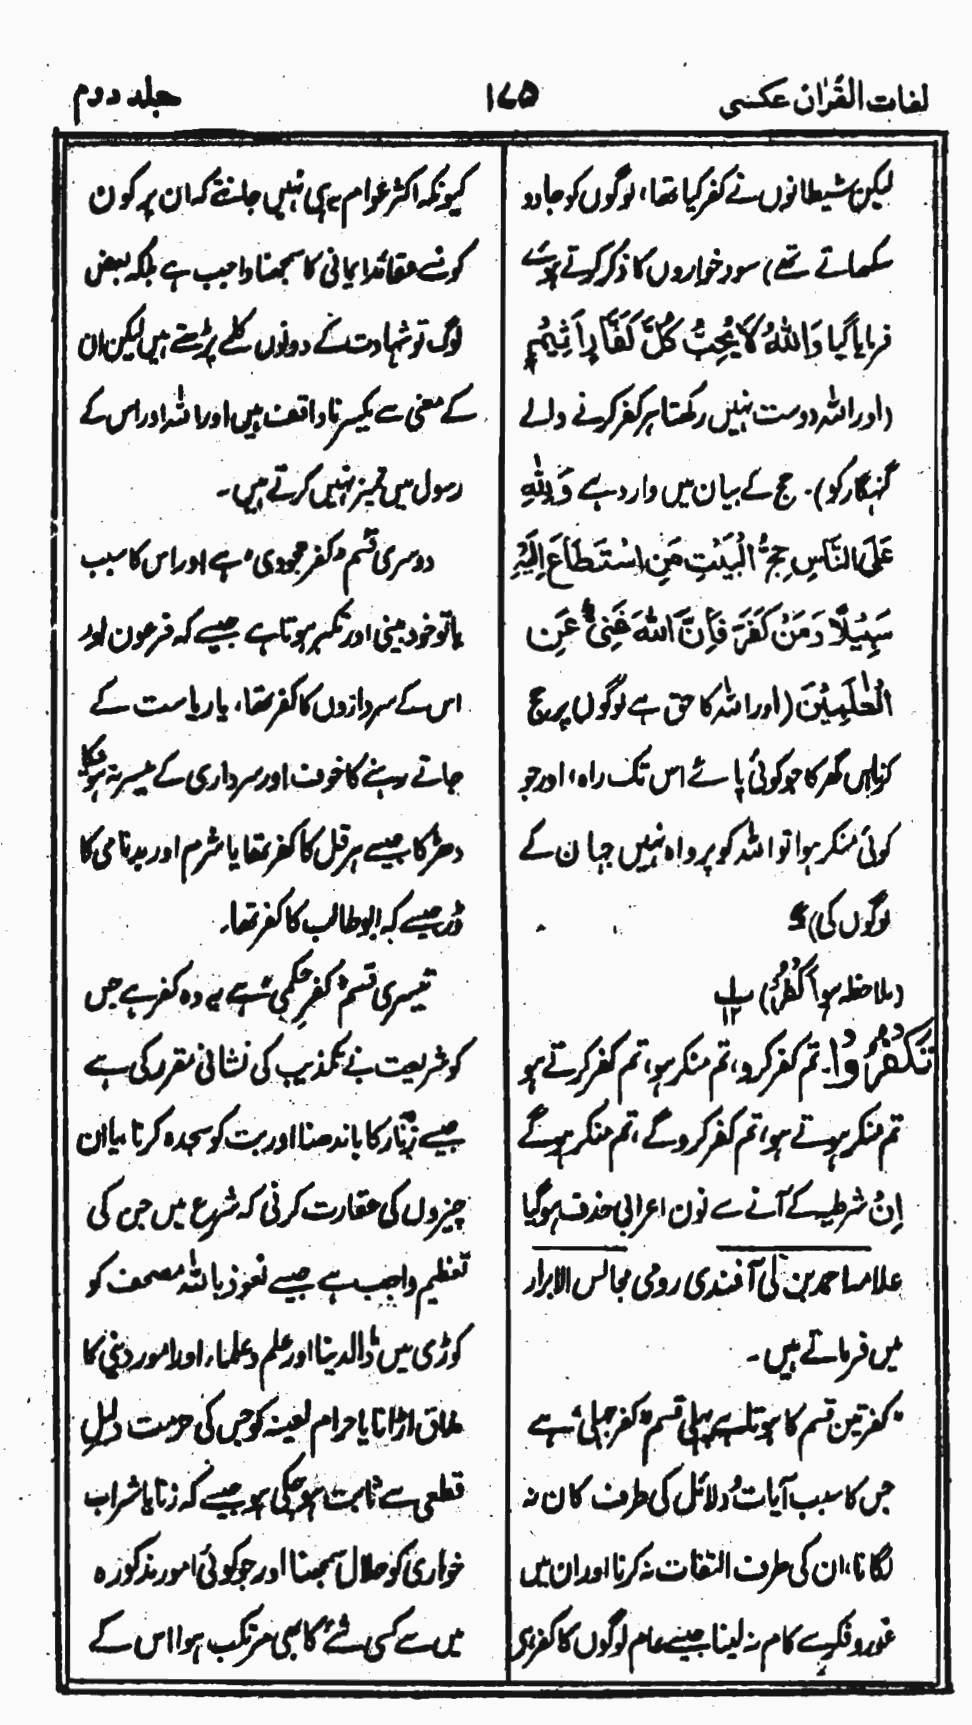 لغات القرآن عکسی
۱۷۵
جلد دوم
لیکن شیطانوں نے کفر کیا تھا، لوگوں کو جادو
سکھاتے تھے) سود خواروں کا ذکر کرتے ہوئے
فرمایا گیا وَاللّٰهُ لَا يُحِبُّ كُلَّ كَفَّارٍ اَثِيْمٍ
(اور اللہ دوست نہیں رکھتا ہر کفر کرنے والے
گنہگار کو)۔ حج کے بیان میں وارد ہے وَلِلّٰهِ
عَلَى النَّاسِ حِجُّ الْبَيْتِ مَنِ اسْتَطَاعَ اِلَيْهِ
سَبِيْلًا وَمَنْ كَفَرَ فَاِنَّ اللّٰهَ غَنِيٌّ عَنِ
الْعٰلَمِيْنَ (اور اللہ کا حق ہے لوگوں پر حج
کرنا اس گھر کا جو کوئی پائے اس تک راہ، اور جو
کوئی منکر ہوا تو اللہ کو پرواہ نہیں جہان کے
لوگوں کی)
(ملاحظہ ہو اَكْفُرُ) ۱۲
تَكْفُرُوْا۔ تم کفر کرو، تم منکر ہو، تم کفر کرتے ہو
تم منکر ہوتے ہو، تم کفر کرو گے، تم منکر ہو گے
اِنْ شرطیہ کے آنے سے نون اعرابی حذف ہو گیا
علامہ احمد بن لی آفندی رومی مجالس الابرار
میں فرماتے ہیں۔
"کفر تین قسم کا ہوتا ہے پہلی قسم "کفر جہلی" ہے
جس کا سبب آیات و دلائل کی طرف کان نہ
لگانا، ان کی طرف التفات نہ کرنا اور ان میں
غور و فکر سے کام نہ لینا جیسے عام لوگوں کا کفر ہی
کیونکہ اکثر عوام یہ ہی نہیں جانتے کہ ان پر کون
کونسے عقائد ایمانی کا سمجھنا واجب ہے بلکہ بعض
لوگ تو شہادت کے دونوں کلمے پڑھتے ہیں لیکن ان
کے معنی سے یکسر ناواقف ہیں اور اللہ اور اس کے
رسول میں تمیز نہیں کرتے ہیں۔
دوسری قسم "کفر جحودی" ہے اور اس کا سبب
یا تو خود بینی اور تکبر ہوتا ہے جیسے کہ فرعون اور
اس کے سرداروں کا کفر تھا، یا ریاست کے
جاتے رہنے کا خوف اور سرداری کے میسر نہ ہونیکا
دھڑکا جیسے ہرقل کا کفر تھا یا شرم اور بدنامی کا
ڈر جیسے کہ ابو طالب کا کفر تھا۔
تیسری قسم "کفر حکمی" ہے یہ وہ کفر ہے جس
کو شریعت نے تکذیب کی نشانی مقرر کی ہے
جیسے زنار کا باندھنا اور بت کو سجدہ کرنا، یا ان
چیزوں کی حقارت کرنی کہ شرع میں جن کی
تعظیم واجب ہے جیسے نعوذ باللہ مصحف کو
کوڑی میں ڈال دینا اور علم و علماء اور امور دینی کا
مذاق اڑانا یا حرام لعینہ کو جس کی حرمت دلیل
قطعی سے ثابت ہو چکی ہو جیسے کہ زنا یا شراب
خواری کو حلال سمجھنا اور جو کوئی امور مذکورہ
میں سے کسی شے کا بھی مرتکب ہوا اس کے